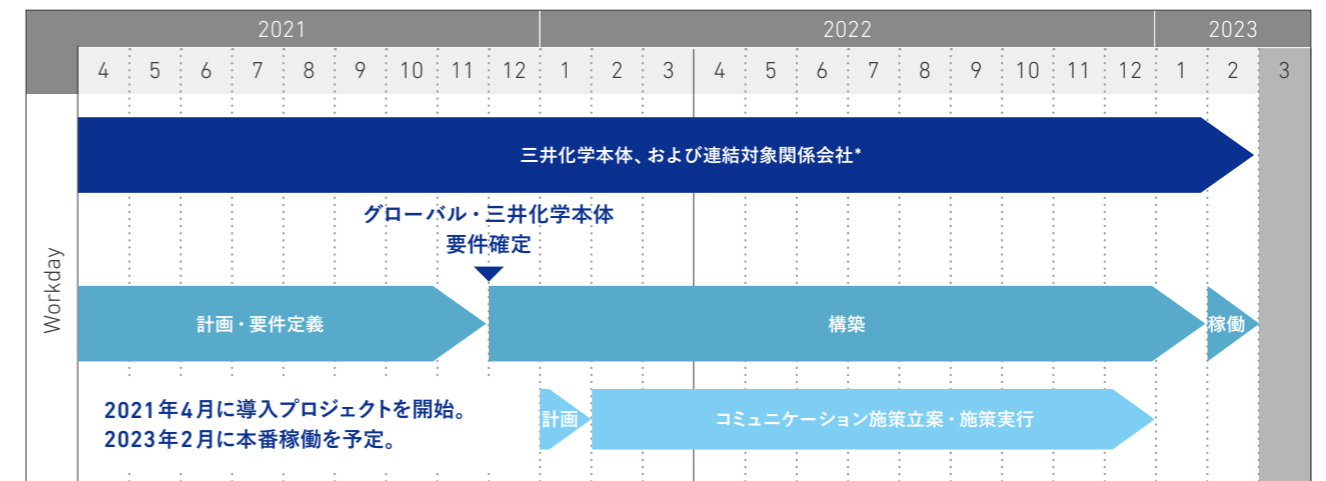 2021 2022 2023
4 5 6 7 8 9 10 11 12 1 2 3 4 5 6 7 8 9 10 11 12 1 2 3
Workday
三井化学本体、および連結対象関係会社*
グローバル・三井化学本体
要件確定
計画・要件定義 構築 稼働
2021年4月に導入プロジェクトを開始。
2023年2月に本番稼働を予定。
計画 コミュニケーション施策立案・施策実行